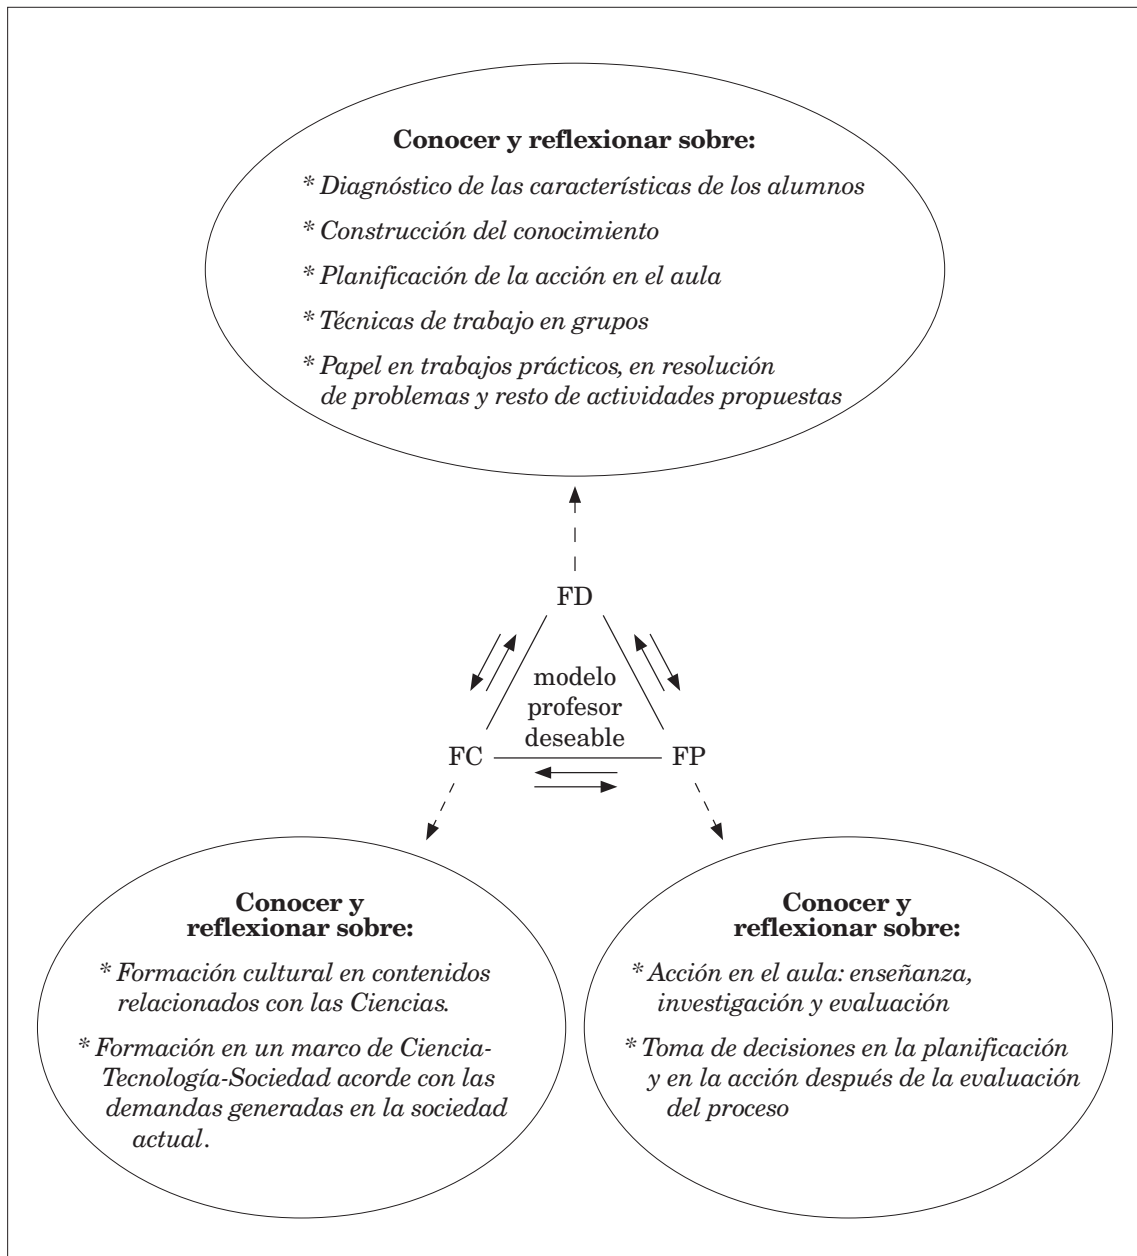 Conocer y reflexionar sobre:
* Diagnóstico de las características de los alumnos
* Construcción del conocimiento
* Planificación de la acción en el aula
* Técnicas de trabajo en grupos
* Papel en trabajos prácticos, en resolución
de problemas y resto de actividades propuestas
FD
modelo
profesor
deseable
FC
FP
Conocer y
reflexionar sobre:
* Formación cultural en contenidos
relacionados con las Ciencias.
* Formación en un marco de Ciencia-
Tecnología-Sociedad acorde con las
demandas generadas en la sociedad
actual.
Conocer y
reflexionar sobre:
* Acción en el aula: enseñanza,
investigación y evaluación
* Toma de decisiones en la planificación
y en la acción después de la evaluación
del proceso